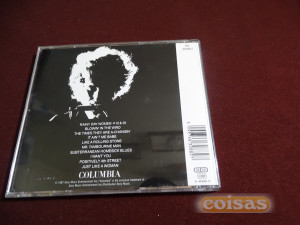 RAINY DAY WOMEN # 12 & 35
BLOWIN' IN THE WIND
THE TIMES THEY ARE A-CHANGIN'
IT AIN'T ME BABE
LIKE A ROLLING STONE
MR. TAMBOURINE MAN
SUBTERRANEAN HOMESICK BLUES
I WANT YOU
POSITIVELY 4TH STREET
JUST LIKE A WOMAN
COLUMBIA
coisas